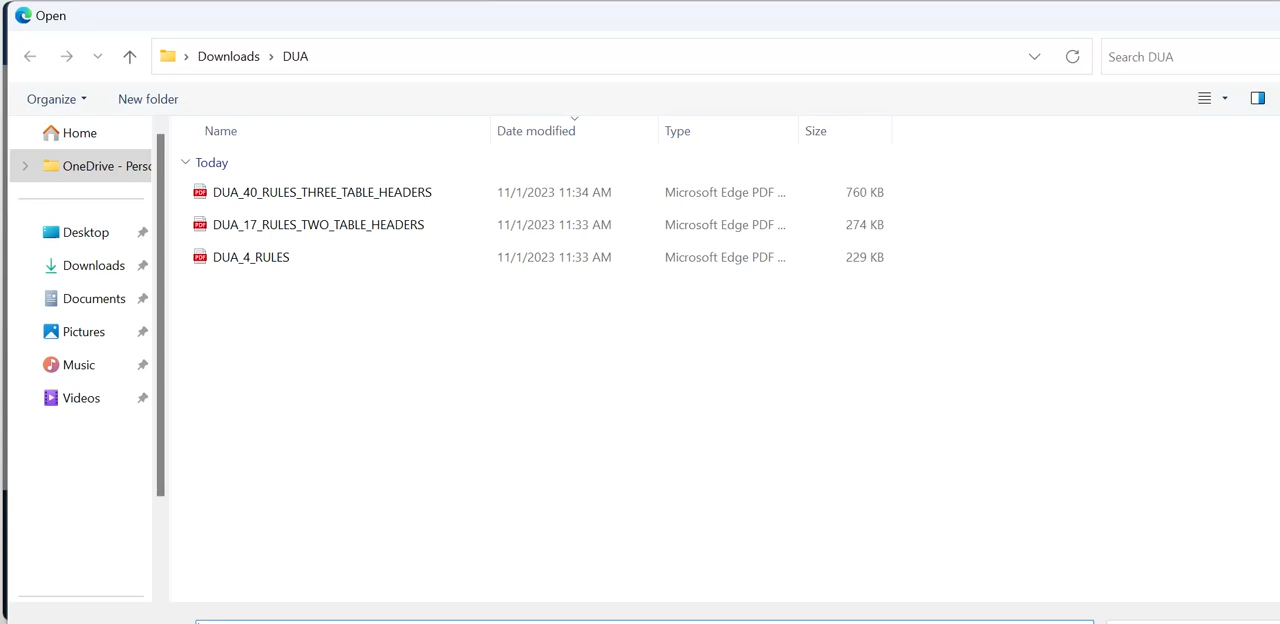 Open
Downloads > DUA
Search DUA
Organize
New folder
Home
OneDrive - Perso
Desktop
Downloads
Documents
Pictures
Music
Videos
Name Date modified Type Size
Today
DUA_40_RULES_THREE_TABLE_HEADERS 11/1/2023 11:34 AM Microsoft Edge PDF ... 760 KB
DUA_17_RULES_TWO_TABLE_HEADERS 11/1/2023 11:33 AM Microsoft Edge PDF ... 274 KB
DUA_4_RULES 11/1/2023 11:33 AM Microsoft Edge PDF ... 229 KB